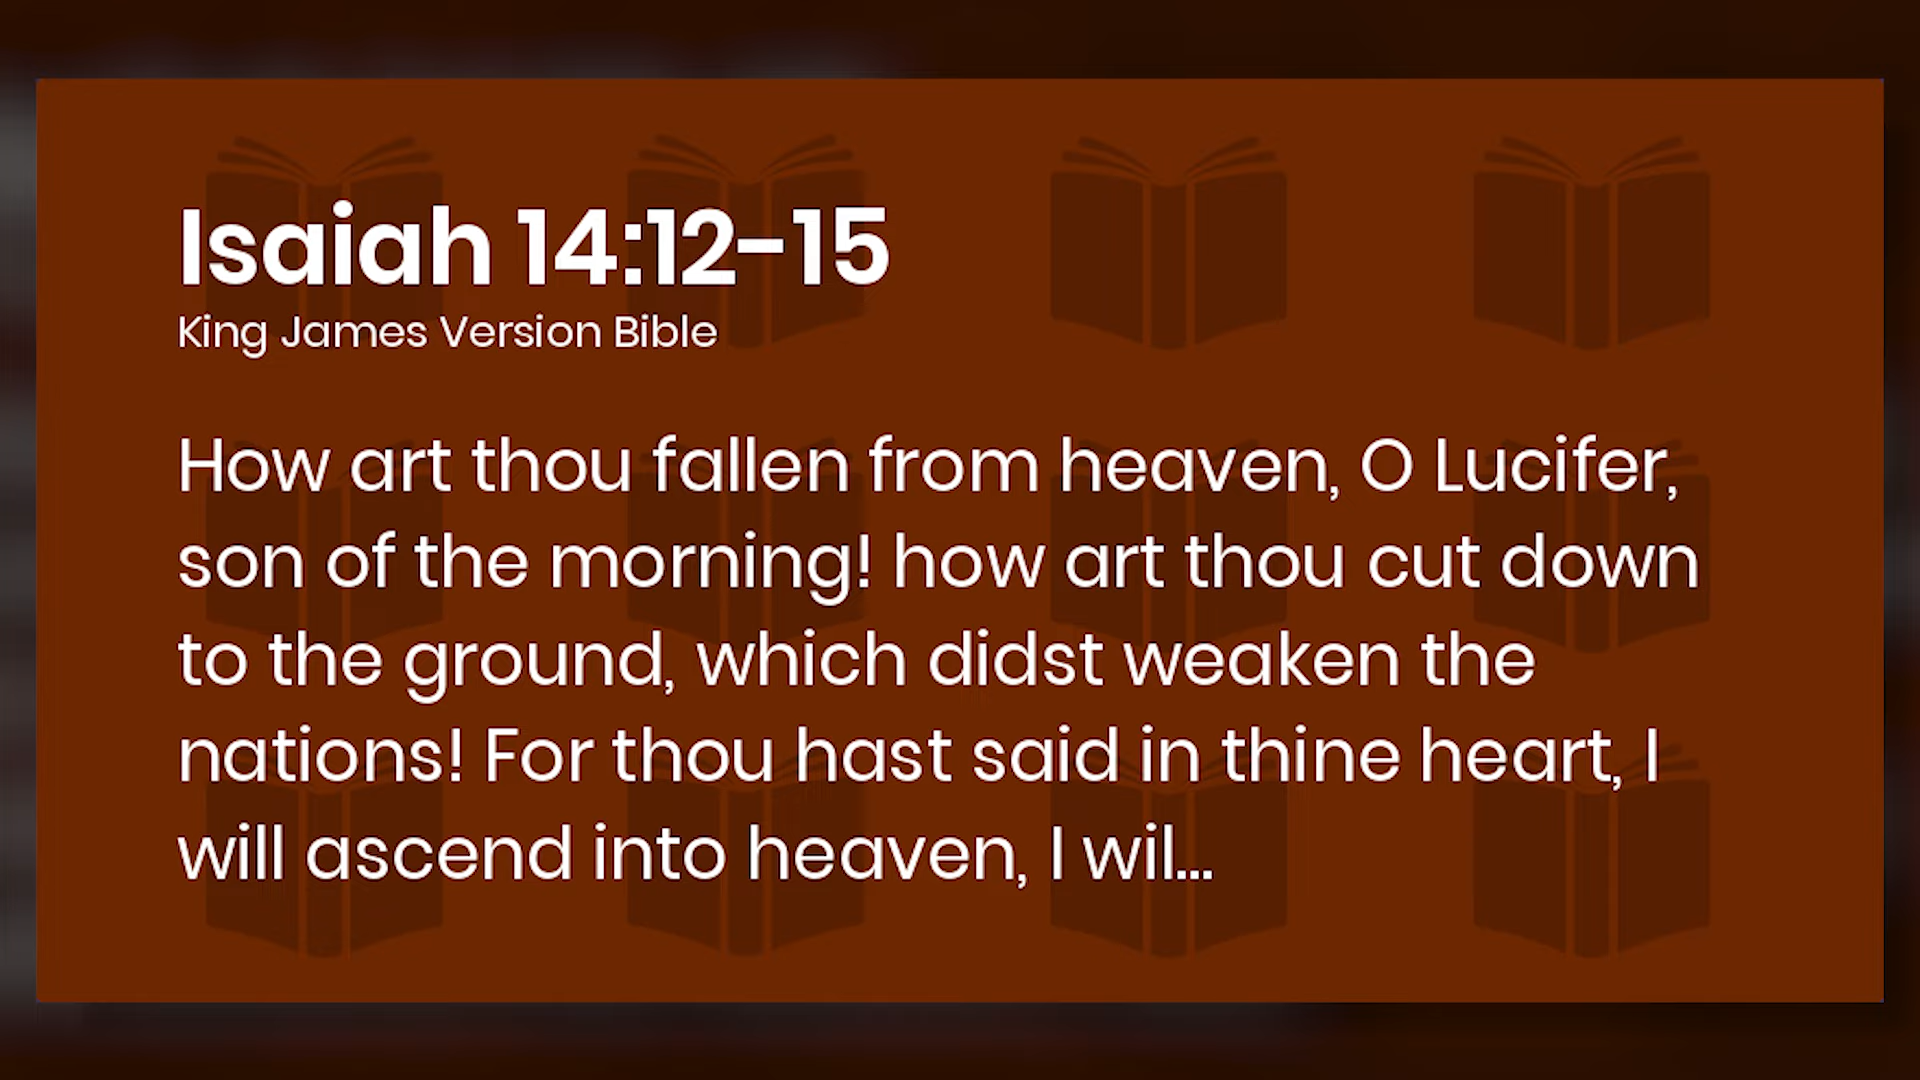 Isaiah 14:12-15
King James Version Bible
How art thou fallen from heaven, O Lucifer,
son of the morning! how art thou cut down
to the ground, which didst weaken the
nations! For thou hast said in thine heart, I
will ascend into heaven, I wil...